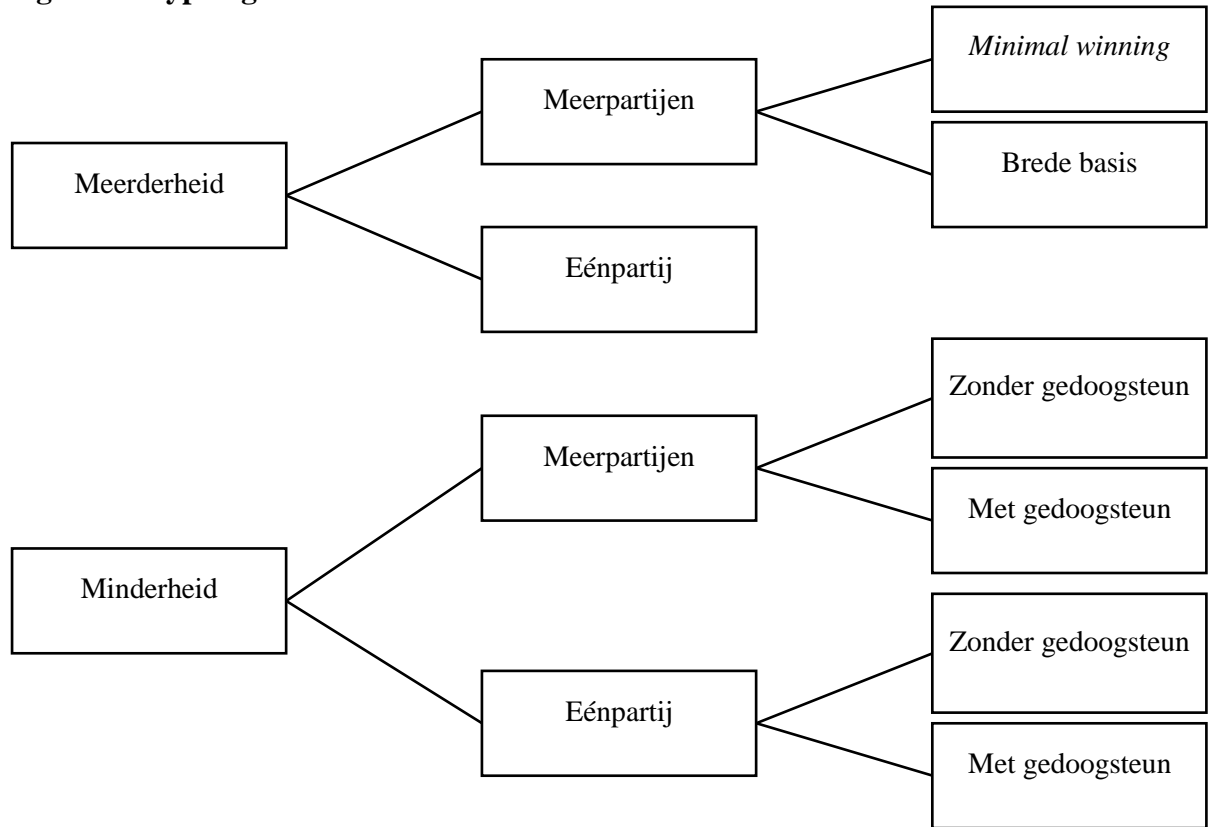 Minimal winning
Meerpartijen
Brede basis
Meerderheid
Eénpartij
Zonder gedoogsteun
Meerpartijen
Met gedoogsteun
Minderheid
Zonder gedoogsteun
Eénpartij
Met gedoogsteun